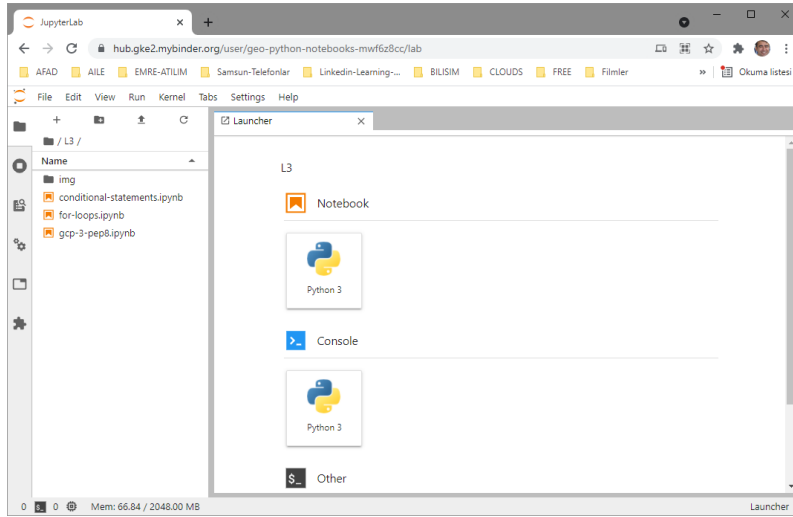 JupyterLab
hub.gke2.mybinder.org/user/geo-python-notebooks-mwf6z8cc/lab
AFAD AILE EMRE-ATILIM Samsun-Telefonlar Linkedin-Learning-... BILISIM CLOUDS FREE Filmler » Okuma listesi
File Edit View Run Kernel Tabs Settings Help
Launcher
/ L3 /
Name
img
conditional-statements.ipynb
for-loops.ipynb
gcp-3-pep8.ipynb
L3
Notebook
Python 3
Console
Python 3
$_ Other
0 $_ 0 Mem: 66.84 / 2048.00 MB Launcher